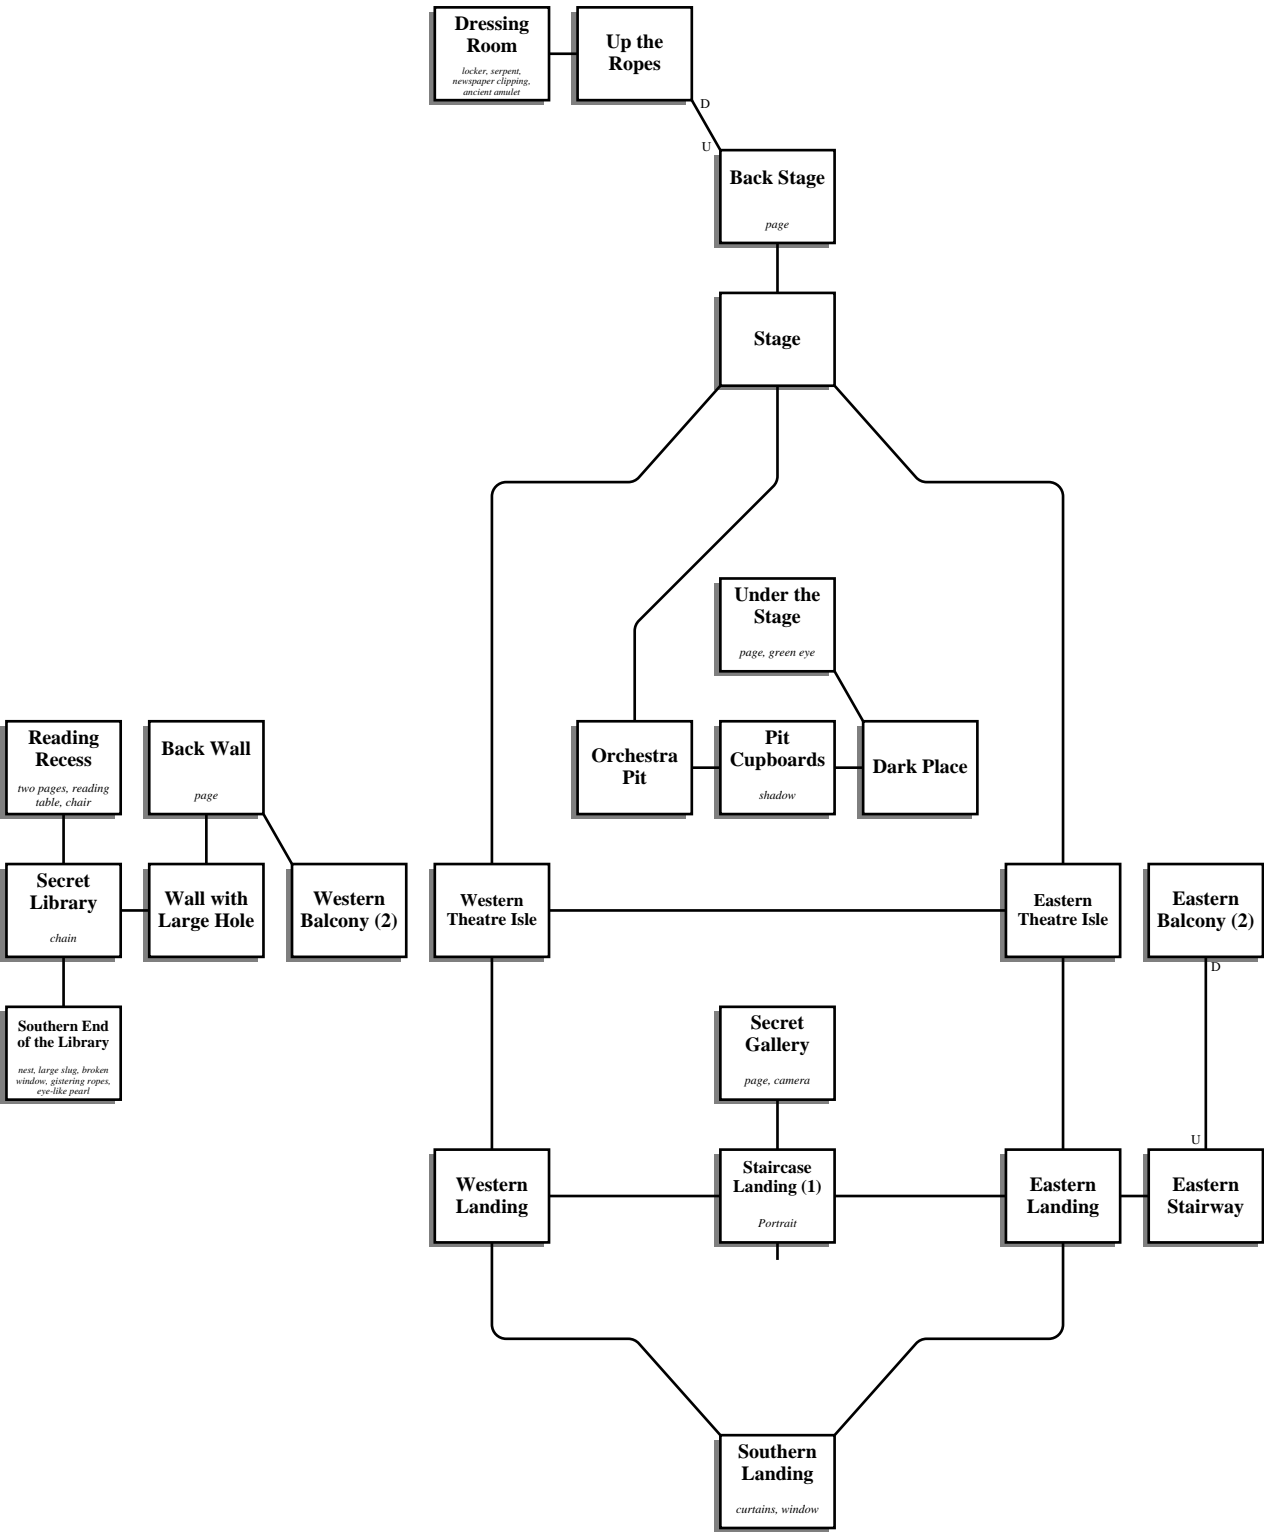 Dressing
Room
locker, serpent,
newspaper clipping,
ancient amulet
Up the
Ropes
D
U
Back Stage
page
Stage
Under the
Stage
page, green eye
Reading
Recess
two pages, reading
table, chair
Back Wall
page
Orchestra
Pit
Pit
Cupboards
shadow
Dark Place
Secret
Library
chain
Wall with
Large Hole
Western
Balcony (2)
Western
Theatre Isle
Eastern
Theatre Isle
Eastern
Balcony (2)
D
Southern End
of the Library
nest, large slug, broken
window, gistering ropes,
eye-like pearl
Secret
Gallery
page, camera
U
Western
Landing
Staircase
Landing (1)
Portrait
Eastern
Landing
Eastern
Stairway
Southern
Landing
curtains, window